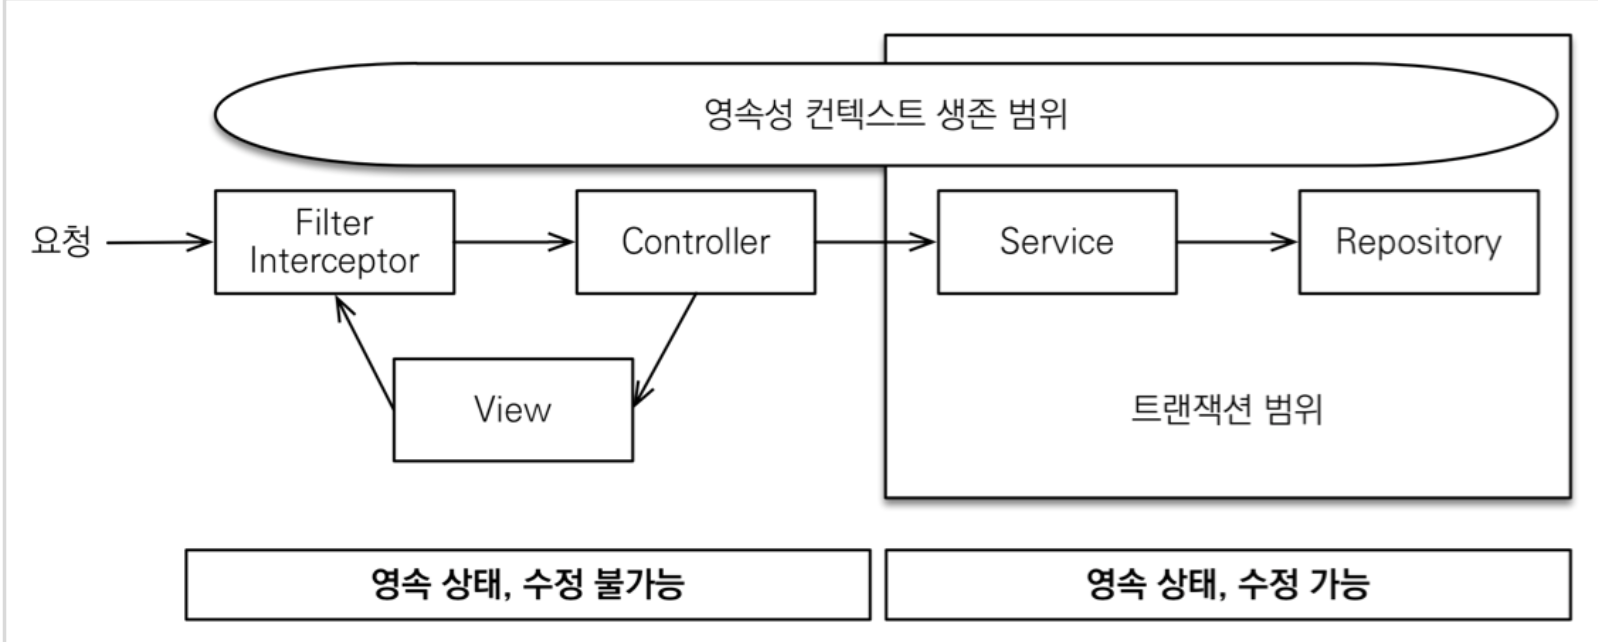 영속성 컨텍스트 생존 범위
요청
Filter
Interceptor
Controller
Service
Repository
View
트랜잭션 범위
영속 상태, 수정 불가능
영속 상태, 수정 가능